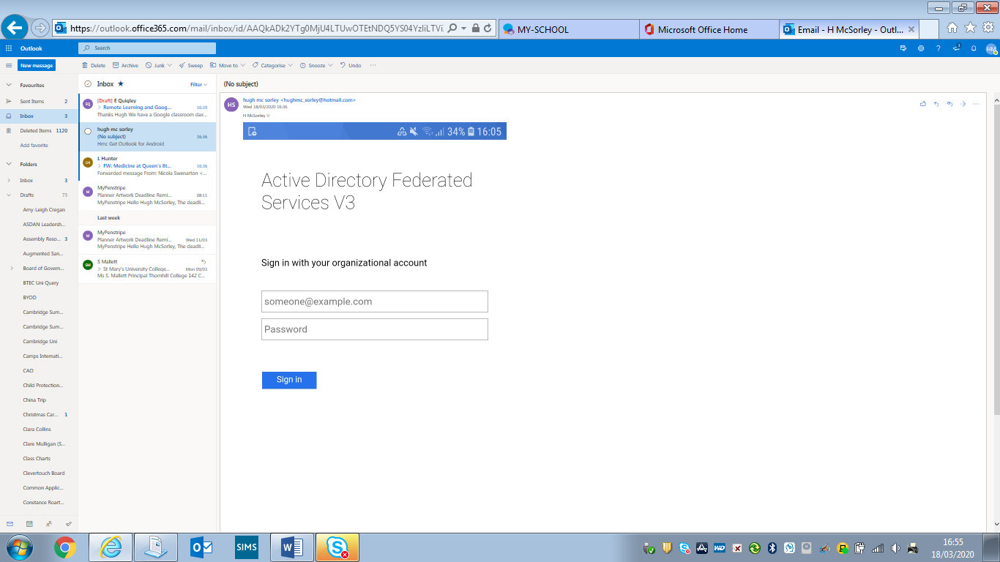 https://outlook.office365.com/mail/inbox/id/AAQkADk2YTg0MjU4LTUwOTEtNDQ5YS04YzliLTVi
MY-SCHOOL
Microsoft Office Home
Email - H McSorley - Outl...
Outlook
Search
HM
New message
Delete
Archive
Junk
Sweep
Move to
Categorise
Snooze
Undo
Favourites
Sent Items 2
Inbox 3
Deleted Items 1120
Add favorite
Folders
Inbox 3
Drafts 73
Amy-Leigh Cregan
ASDAN Leadersh...
Assembly Reso... 3
Augmented San...
Board of Govern...
BTEC Uni Query
BYOD
Cambridge Sum...
Cambridge Sum...
Cambridge Uni
Camps Internati...
CAO
Child Protection...
China Trip
Christmas Car... 1
Ciara Collins
Clare Mulligan (S...
Class Charts
Clevertouch Board
Common Applic...
Constance Roart...
Inbox
Filter
EQ
[Draft] E Quigley
Remote Learning and Goog... 16:39
Thanks Hugh We have a Google classroom dax...
hugh mc sorley
(No subject) 16:36
Hmc Get Outlook for Android
LH
L Hunter
FW: Medicine at Queen's 8t... 16:36
Forwarded message From: Nicola Swenarton <...
M
MyPenstripe
Planner Artwork Deadline Remi... 08:11
MyPenstripe Hello Hugh McSorley, The deadli...
Last week
M
MyPenstripe
Planner Artwork Deadline Remi... Wed 11/03
MyPenstripe Hello Hugh McSorley, The deadli...
SM
S Mallett
St Mary's University College... Mon 09/03
Ms S. Mallett Principal Thornhill College 142 C...
(No subject)
HS
hugh mc sorley <hughmc_sorley@hotmail.com>
Wed 18/03/2020 16:36
H McSorley
34% 16:05
Active Directory Federated
Services V3
Sign in with your organizational account
someone@example.com
Password
Sign in
SIMS
16:55
18/03/2020